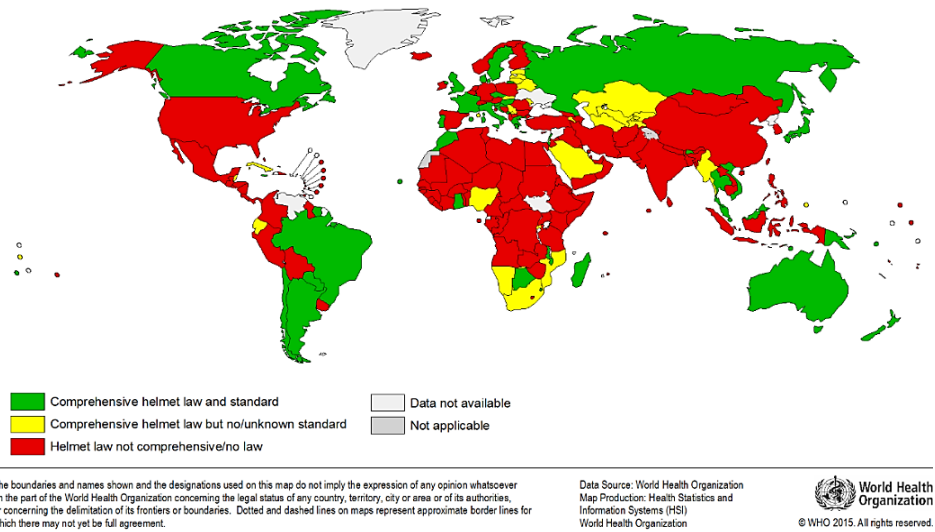 Comprehensive helmet law and standard
Comprehensive helmet law but no/unknown standard
Helmet law not comprehensive/no law
Data not available
Not applicable
he boundaries and names shown and the designations used on this map do not imply the expression of any opinion whatsoever
n the part of the World Health Organization concerning the legal status of any country, territory, city or area or of its authorities,
r concerning the delimitation of its frontiers or boundaries. Dotted and dashed lines on maps represent approximate border lines for
hich there may not yet be full agreement.
Data Source: World Health Organization
Map Production: Health Statistics and
Information Systems (HSI)
World Health Organization
World Health
Organization
© WHO 2015. All rights reserved.